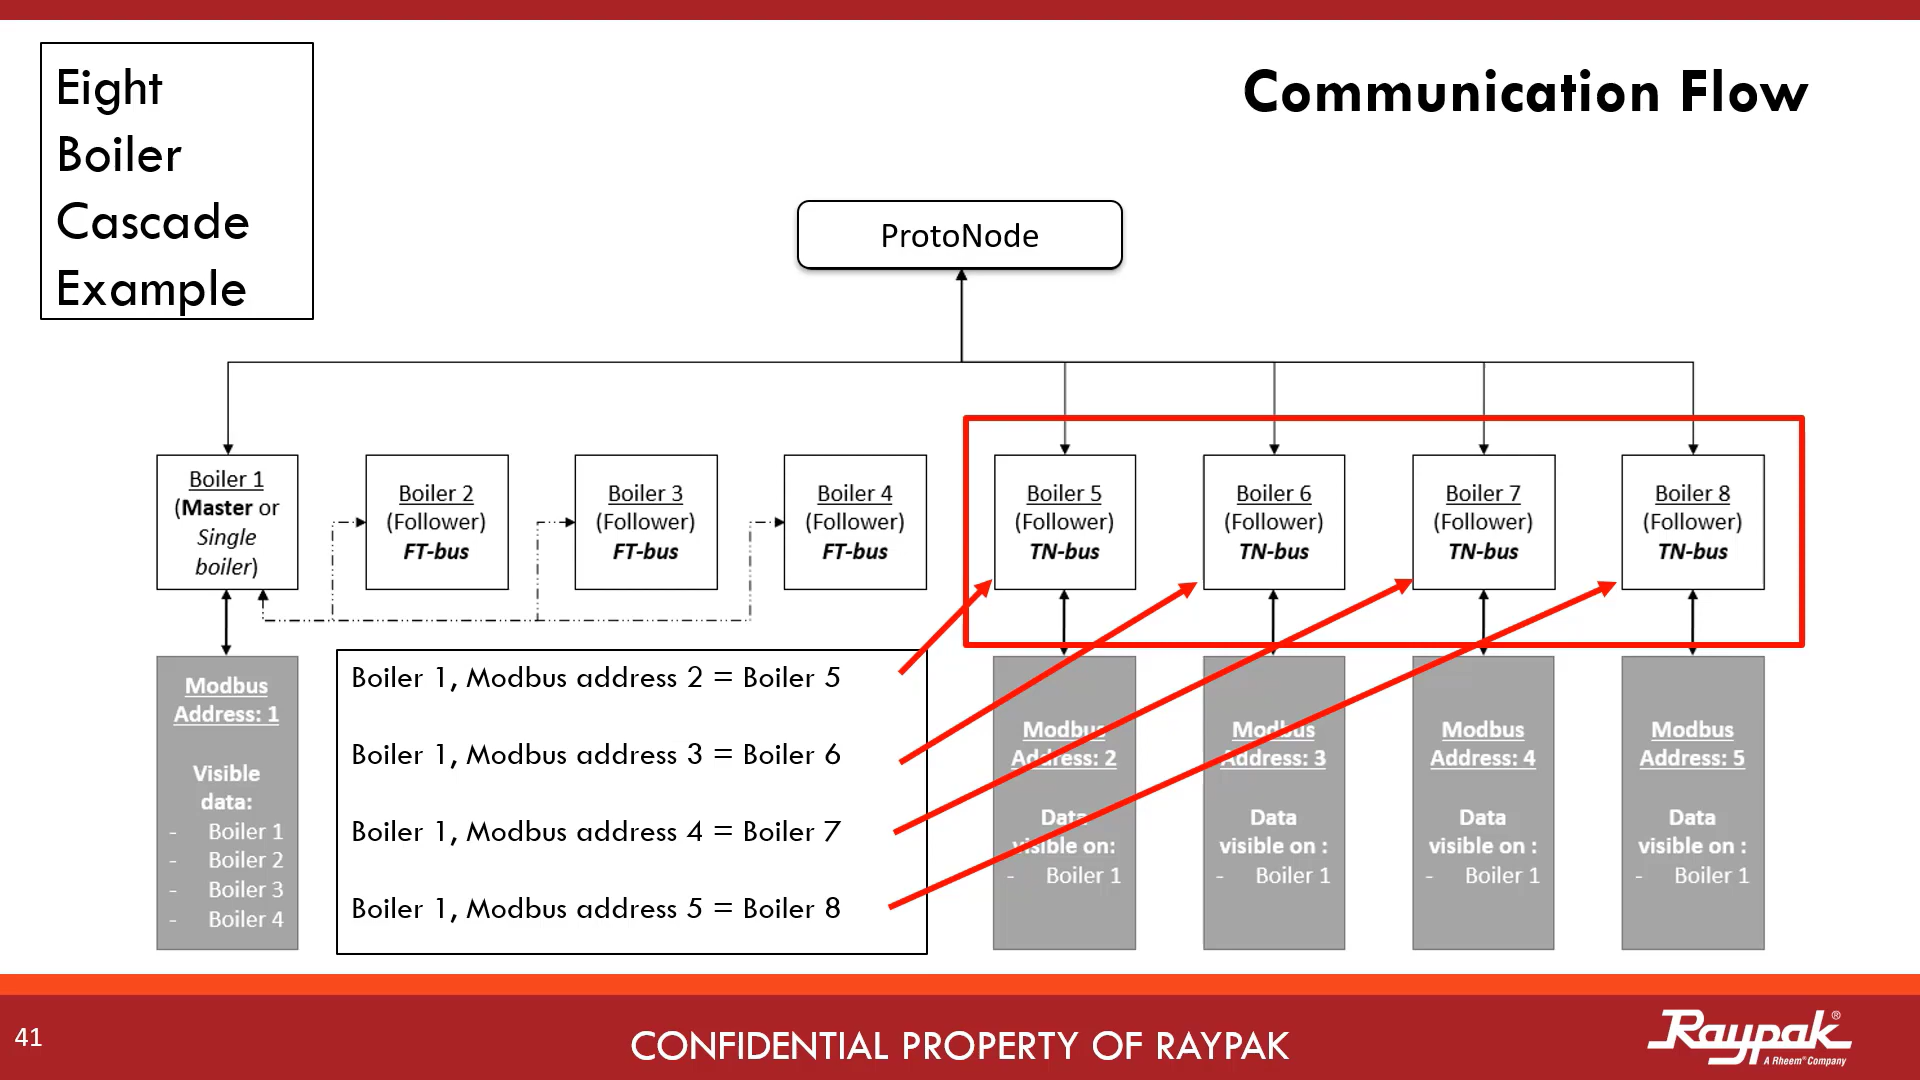 Eight
Boiler
Cascade
Example
Communication Flow
ProtoNode
Boiler 1
(Master or
Single
boiler)
Boiler 2
(Follower)
FT-bus
Boiler 3
(Follower)
FT-bus
Boiler 4
(Follower)
FT-bus
Boiler 5
(Follower)
TN-bus
Boiler 6
(Follower)
TN-bus
Boiler 7
(Follower)
TN-bus
Boiler 8
(Follower)
TN-bus
Modbus
Address: 1
Visible
data:
- Boiler 1
- Boiler 2
- Boiler 3
- Boiler 4
Boiler 1, Modbus address 2 = Boiler 5
Boiler 1, Modbus address 3 = Boiler 6
Boiler 1, Modbus address 4 = Boiler 7
Boiler 1, Modbus address 5 = Boiler 8
Modbus
Address: 2
Data
visible on:
- Boiler 1
Modbus
Address: 3
Data
visible on :
- Boiler 1
Modbus
Address: 4
Data
visible on :
- Boiler 1
Modbus
Address: 5
Data
visible on :
- Boiler 1
41
CONFIDENTIAL PROPERTY OF RAYPAK
Raypak®
A Rheem® Company